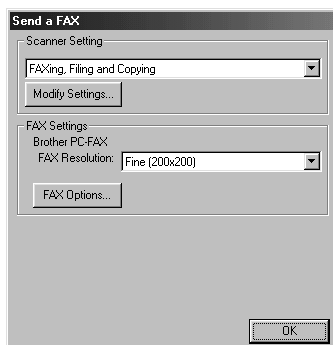 Send a FAX
Scanner Setting
FAXing, Filing and Copying
Modify Settings...
FAX Settings
Brother PC-FAX
FAX Resolution: Fine (200x200)
FAX Options...
OK